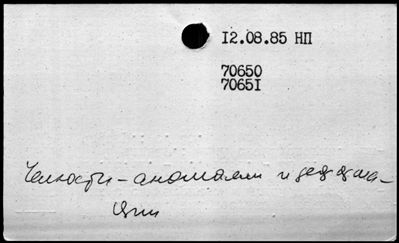 12.08.85 НП
70650
70651
Челюсти - аномалии и деформа-
ции